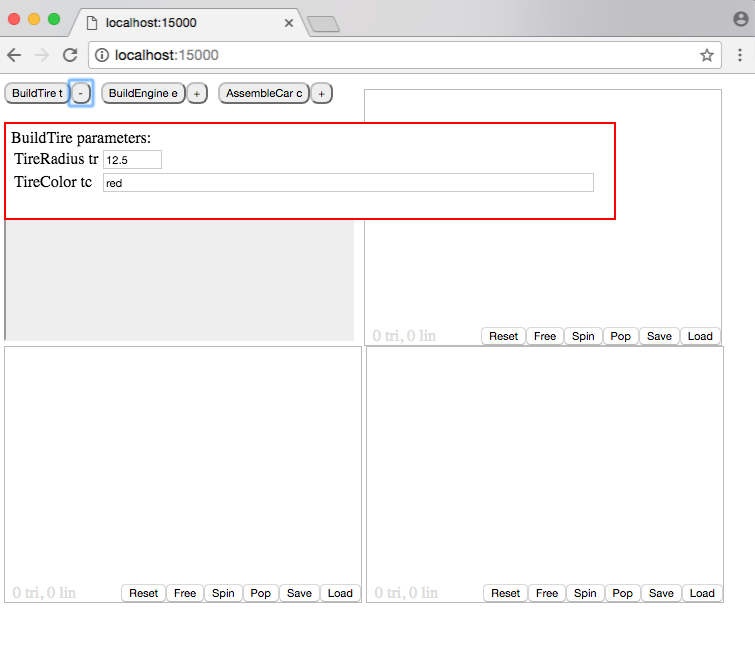 localhost:15000
localhost:15000
BuildTire t - BuildEngine e + AssembleCar c +
BuildTire parameters:
TireRadius tr 12.5
TireColor tc red
0 tri, 0 lin Reset Free Spin Pop Save Load
0 tri, 0 lin Reset Free Spin Pop Save Load
0 tri, 0 lin Reset Free Spin Pop Save Load